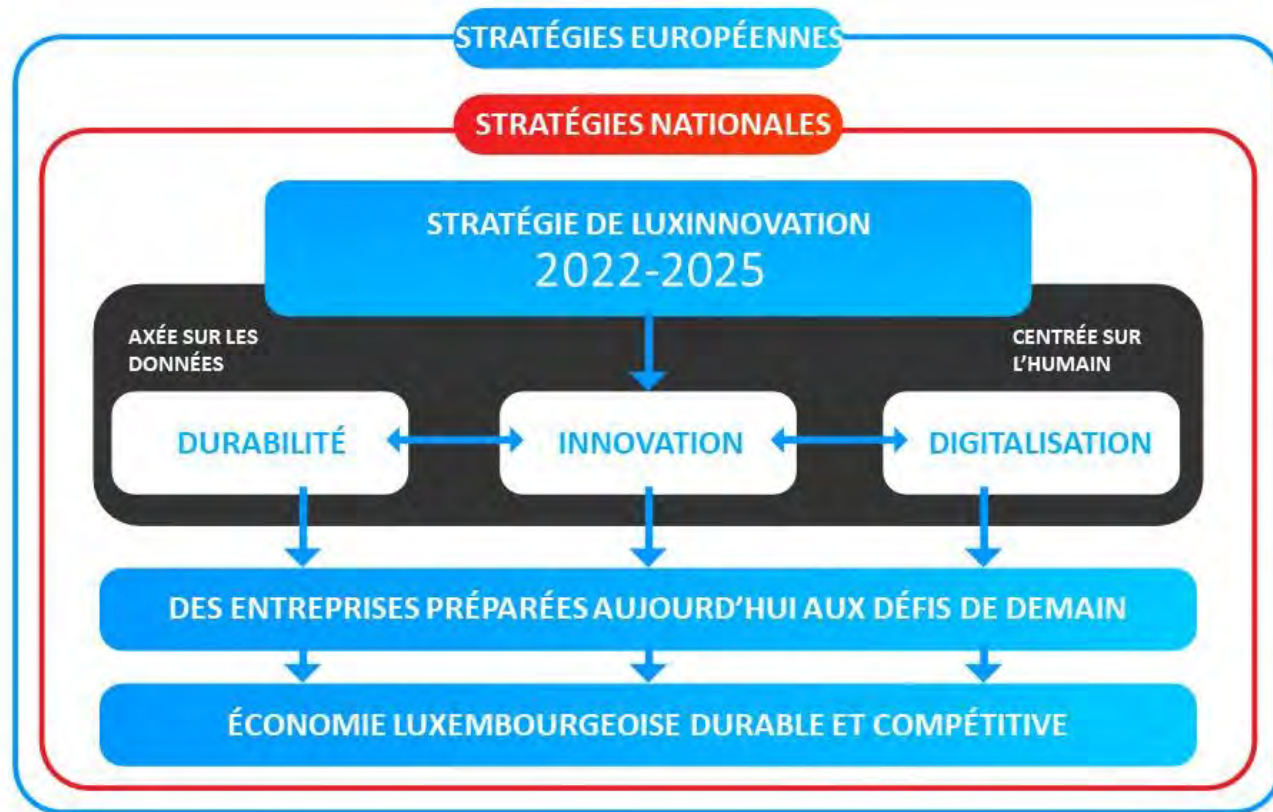 STRATÉGIES EUROPÉENNES
STRATÉGIES NATIONALES
STRATÉGIE DE LUXINNOVATION
2022-2025
AXÉE SUR LES
DONNÉES
CENTRÉE SUR
L’HUMAIN
DURABILITÉ
INNOVATION
DIGITALISATION
DES ENTREPRISES PRÉPARÉES AUJOURD’HUI AUX DÉFIS DE DEMAIN
ÉCONOMIE LUXEMBOURGEOISE DURABLE ET COMPÉTITIVE